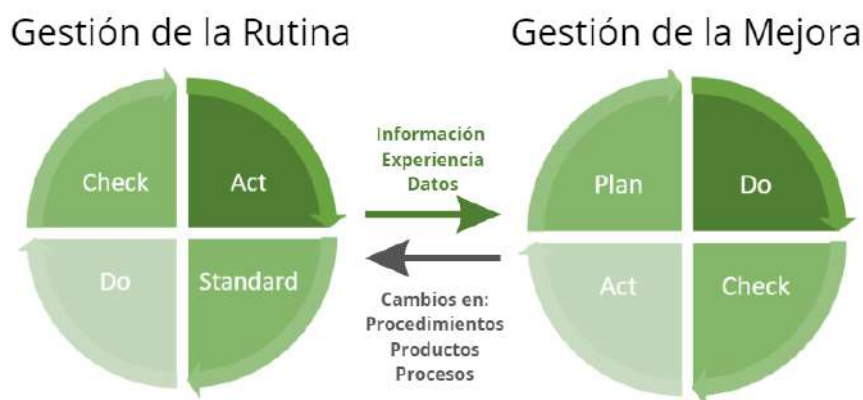 Gestión de la Rutina
Gestión de la Mejora
Check
Act
Do
Standard
Información
Experiencia
Datos
Cambios en:
Procedimientos
Productos
Procesos
Plan
Do
Act
Check